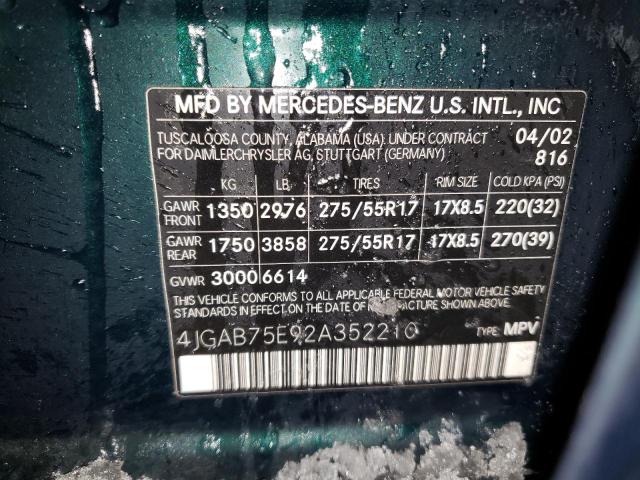 MFD BY MERCEDES-BENZ U.S. INTL., INC
TUSCALOOSA COUNTY, ALABAMA (USA). UNDER CONTRACT 04/02
FOR DAIMLERCHRYSLER AG, STUTTGART (GERMANY) 816
KG LB TIRES RIM SIZE COLD KPA (PSI)
GAWR FRONT 1350 2976 275/55R17 17X8.5 220(32)
GAWR REAR 1750 3858 275/55R17 17X8.5 270(39)
GVWR 3000 6614
THIS VEHICLE CONFORMS TO ALL APPLICABLE FEDERAL MOTOR VEHICLE SAFETY
STANDARDS IN EFFECT ON THE DATE OF MANUFACTURE SHOWN ABOVE.
4JGAB75E92A352210 TYPE: MPV